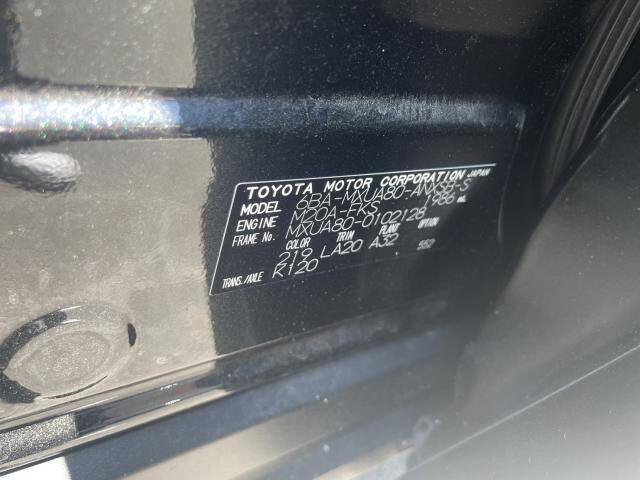 TOYOTA MOTOR CORPORATION JAPAN
MODEL 6BA-MXUA80-ANXSB-S
ENGINE M20A-FKS 1986 mL
FRAME No. MXUA80-0102128
COLOR TRIM PLANT OPTION
219 LA20 A32 550
TRANS./AXLE K120